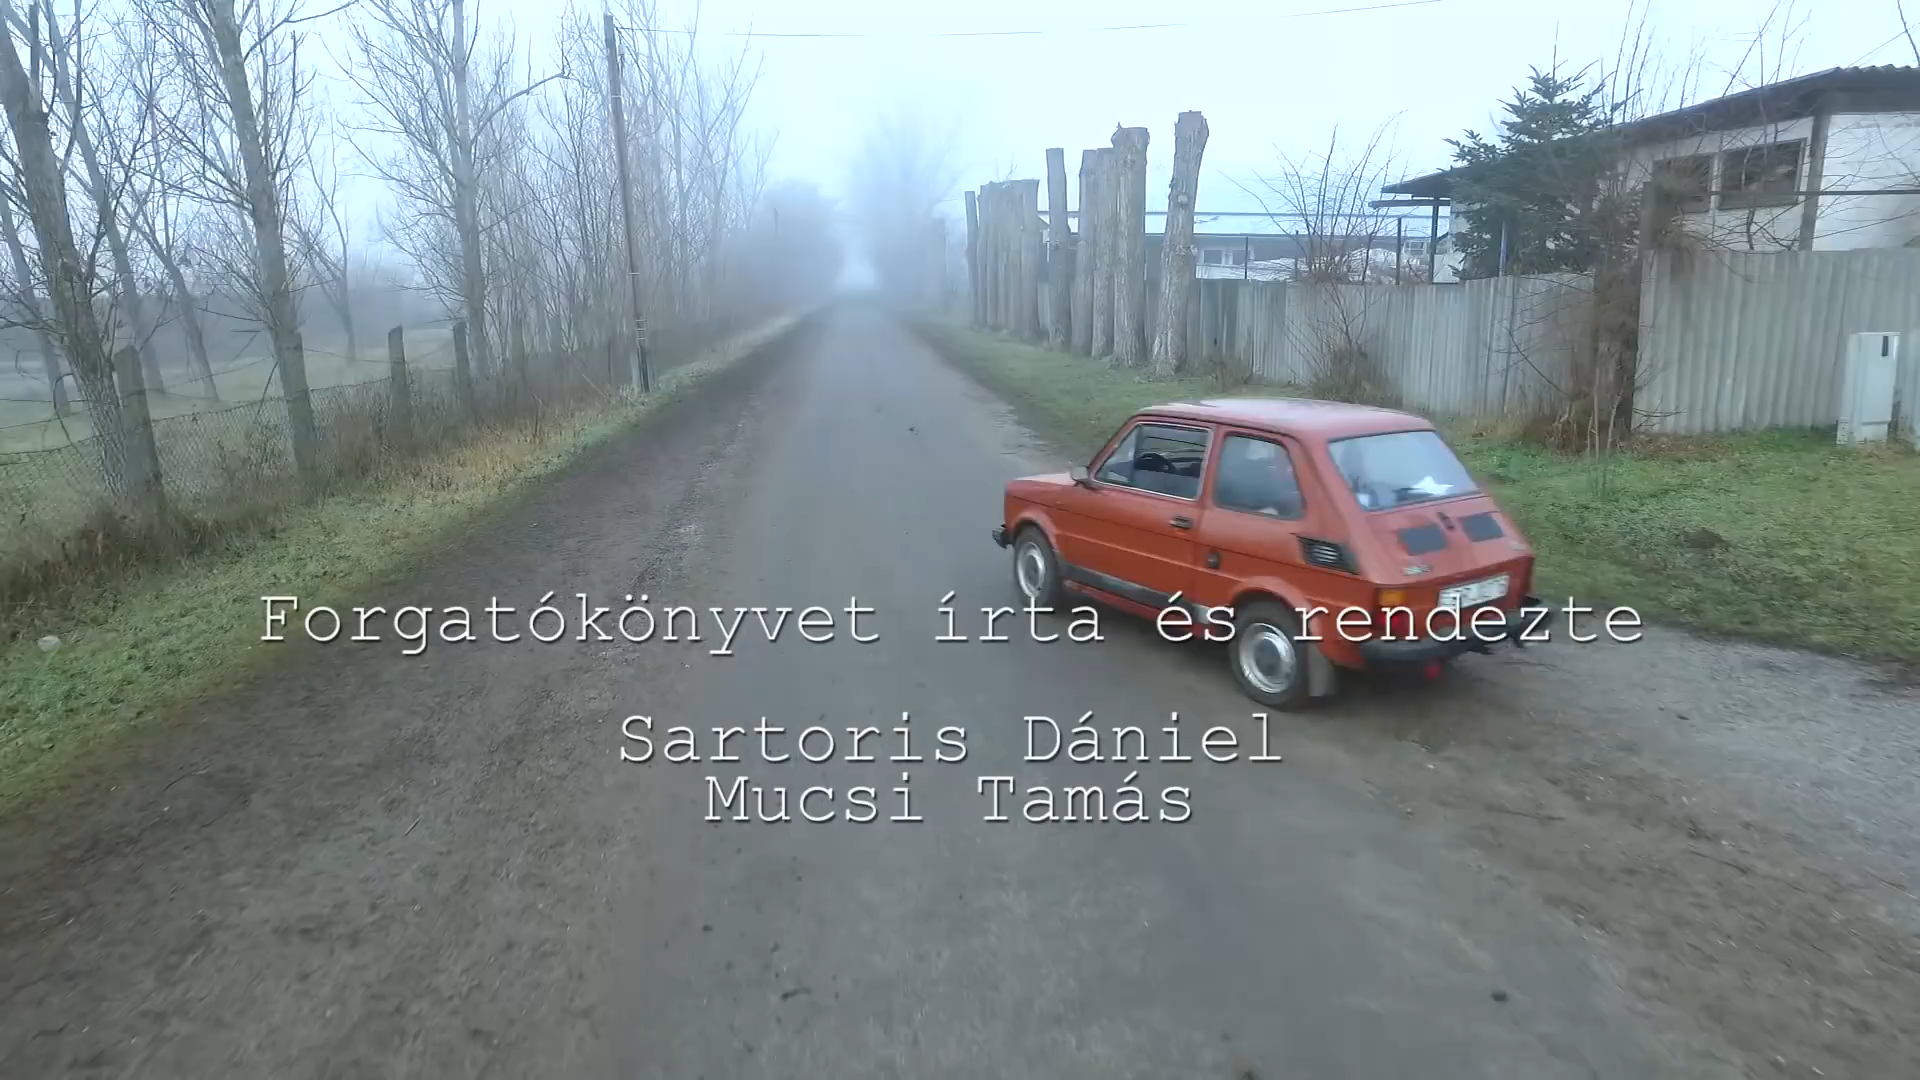 Forgatókönyvet írta és rendezte
Sartoris Dániel
Mucsi Tamás